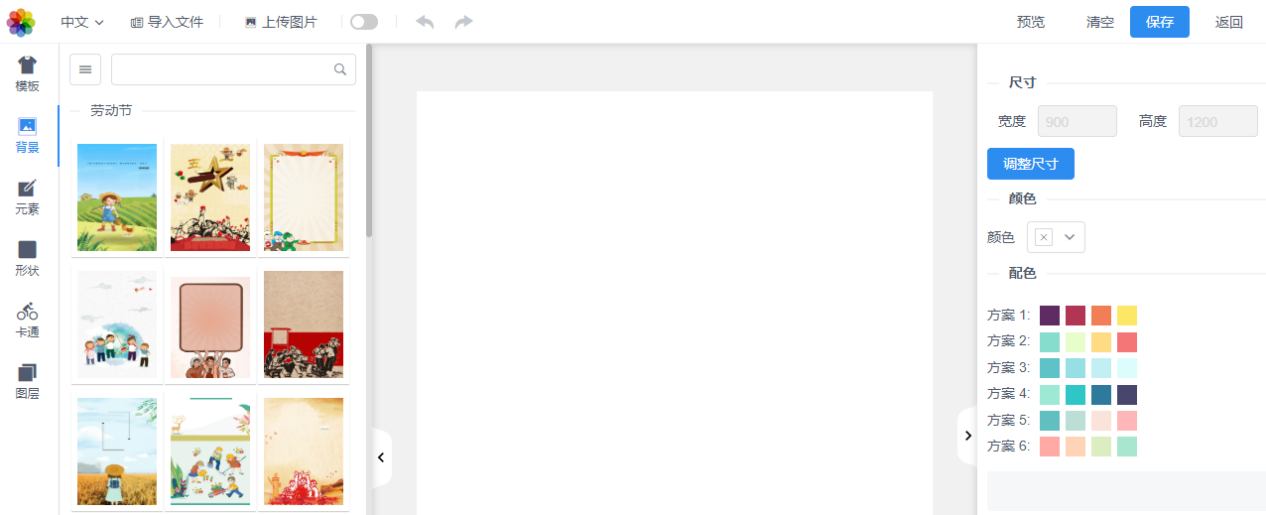 中文 导入文件 上传图片 预览 清空 保存 返回
模板
背景
元素
形状
卡通
图层
劳动节
尺寸
宽度 900 高度 1200
调整尺寸
颜色
颜色
配色
方案 1:
方案 2:
方案 3:
方案 4:
方案 5:
方案 6: